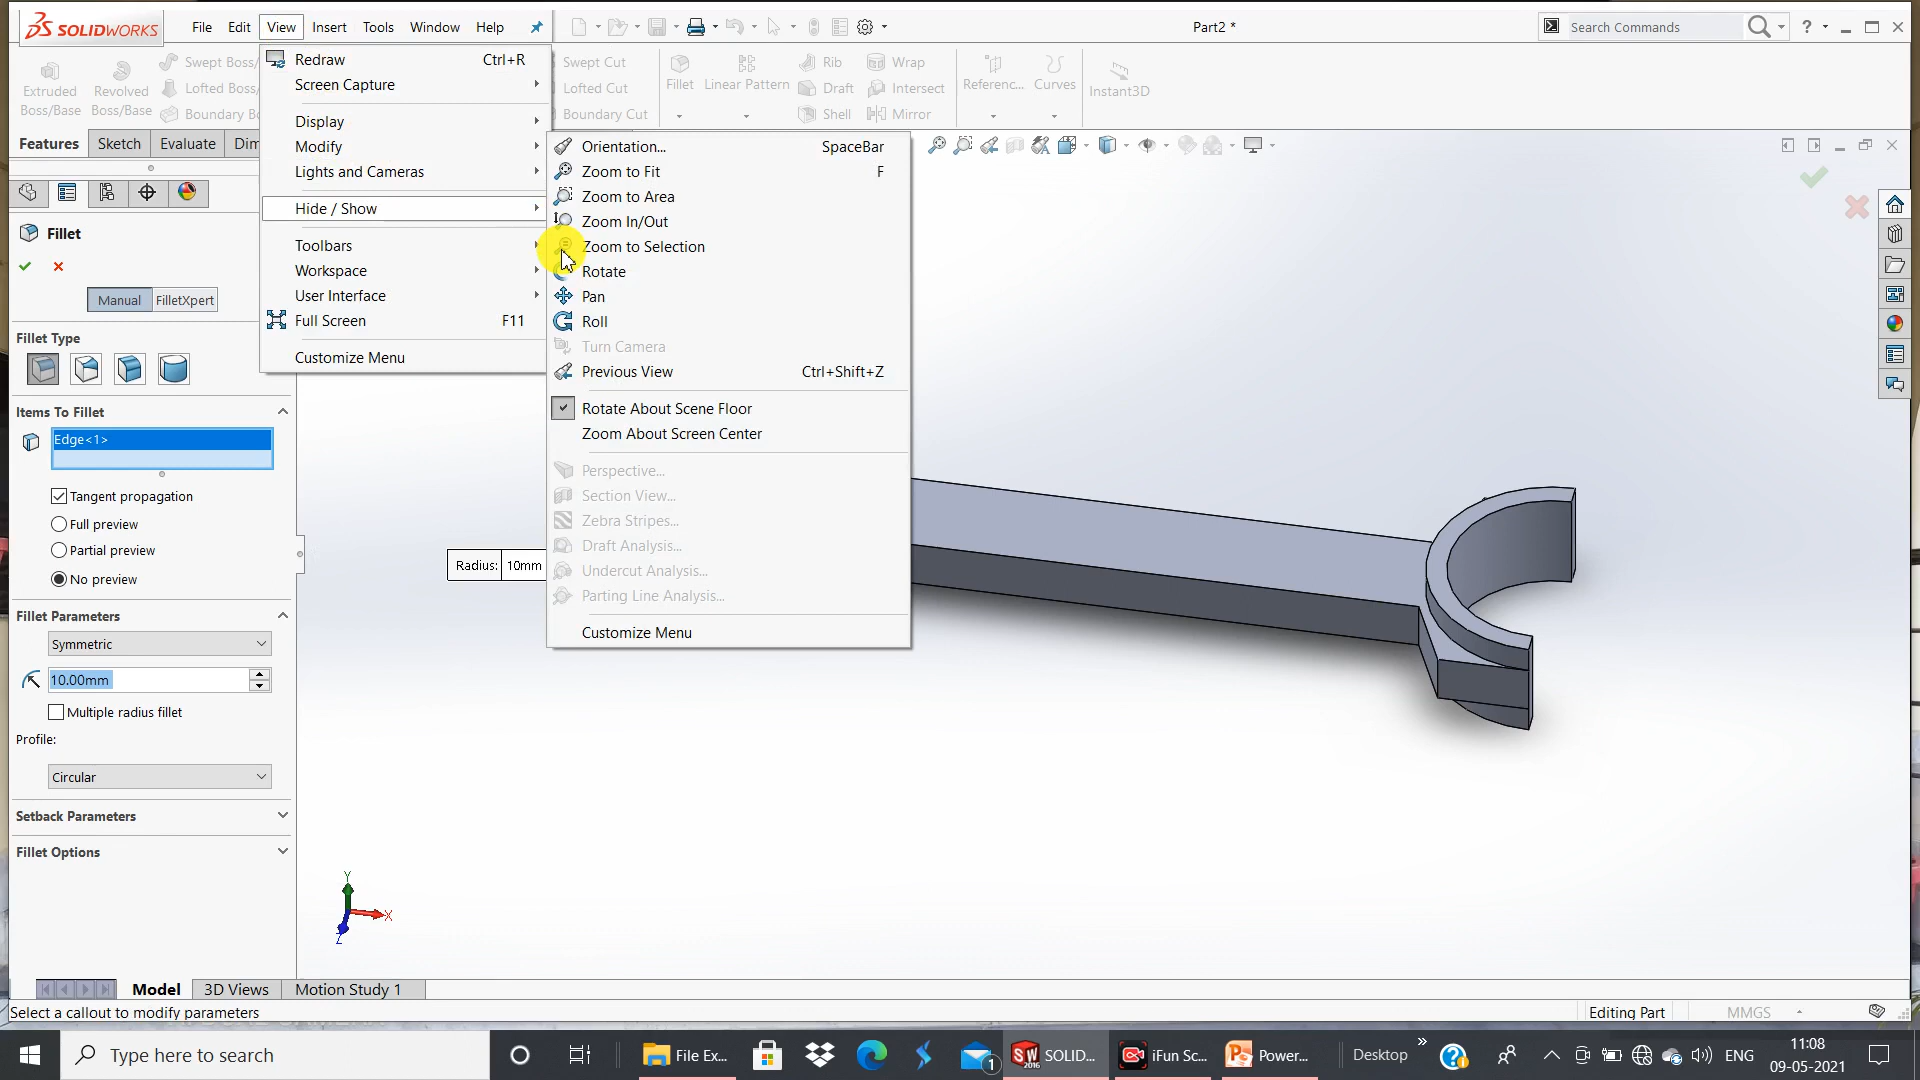 SOLIDWORKS
File Edit View Insert Tools Window Help
Part2 *
Search Commands
Extruded Boss/Base
Revolved Boss/Base
Swept Boss/
Lofted Boss/
Boundary B
Swept Cut
Lofted Cut
Boundary Cut
Fillet
Linear Pattern
Rib
Draft
Shell
Wrap
Intersect
Mirror
Referenc...
Curves
Instant3D
Features Sketch Evaluate Dim
Redraw Ctrl+R
Screen Capture
Display
Modify
Lights and Cameras
Hide / Show
Toolbars
Workspace
User Interface
Full Screen F11
Customize Menu
Orientation... SpaceBar
Zoom to Fit F
Zoom to Area
Zoom In/Out
Zoom to Selection
Rotate
Pan
Roll
Turn Camera
Previous View Ctrl+Shift+Z
Rotate About Scene Floor
Zoom About Screen Center
Perspective...
Section View...
Zebra Stripes...
Draft Analysis...
Undercut Analysis...
Parting Line Analysis...
Customize Menu
Fillet
Manual FilletXpert
Fillet Type
Items To Fillet
Edge<1>
Tangent propagation
Full preview
Partial preview
No preview
Fillet Parameters
Symmetric
10.00mm
Multiple radius fillet
Profile:
Circular
Setback Parameters
Fillet Options
Radius: 10mm
Y
X
Z
Model 3D Views Motion Study 1
Select a callout to modify parameters
Editing Part
MMGS
Type here to search
File Ex...
1
SW 2016
SOLID...
iFun Sc...
Power...
Desktop
ENG
11:08
09-05-2021